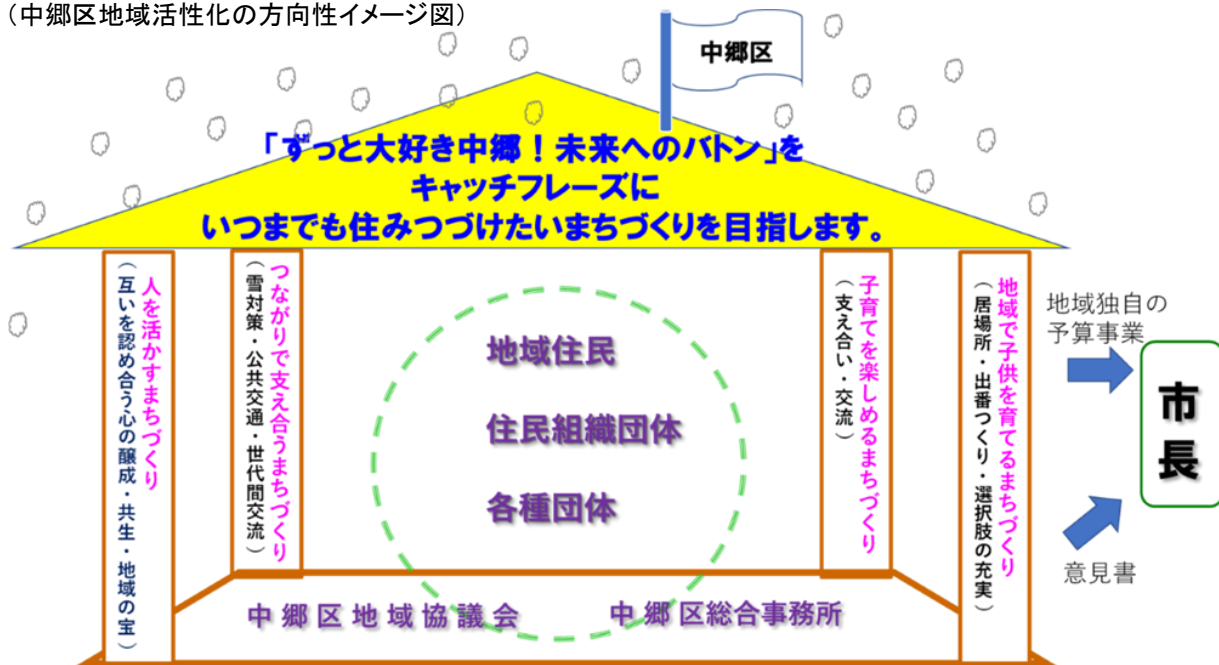 （中郷区地域活性化の方向性イメージ図）
中郷区
「ずっと大好き中郷！未来へのバトン」を
キャッチフレーズに
いつまでも住みつづけたいまちづくりを目指します。
人を活かすまちづくり
（互いを認め合う心の醸成・共生・地域の宝）
つながりで支え合うまちづくり
（雪対策・公共交通・世代間交流）
地域住民
住民組織団体
各種団体
子育てを楽しめるまちづくり
（支え合い・交流）
地域で子供を育てるまちづくり
（居場所・出番つくり・選択肢の充実）
中郷区地域協議会
中郷区総合事務所
地域独自の
予算事業
市長
意見書